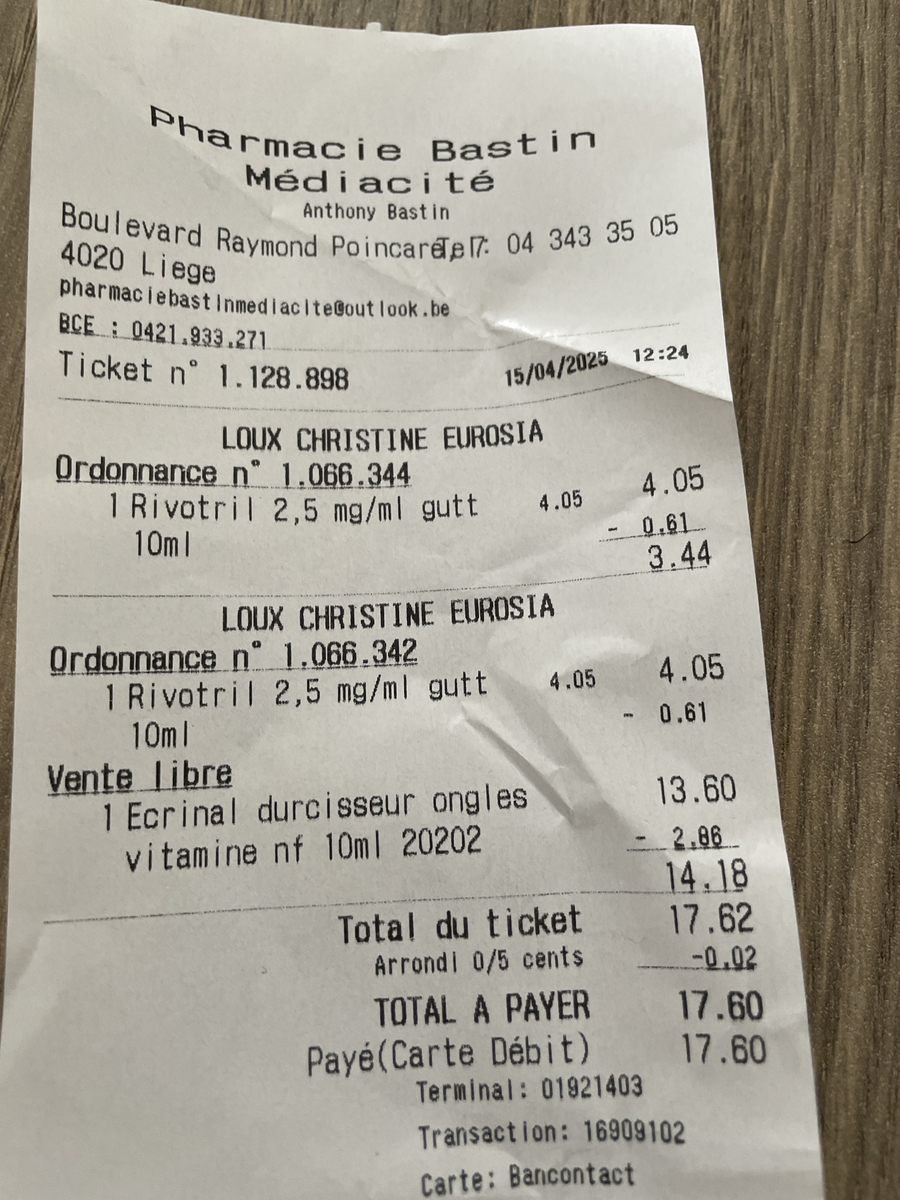 Pharmacie Bastin
Médiacité
Anthony Bastin
Boulevard Raymond Poincaré, 7 Tel : 04 343 35 05
4020 Liege
pharmaciebastinmediacite@outlook.be
BCE : 0421.933.271
Ticket n° 1.128.898 15/04/2025 12:24
LOUX CHRISTINE EUROSIA
Ordonnance n° 1.066.344
1 Rivotril 2,5 mg/ml gutt 4.05 4.05
10ml - 0.61
3.44
LOUX CHRISTINE EUROSIA
Ordonnance n° 1.066.342
1 Rivotril 2,5 mg/ml gutt 4.05 4.05
10ml - 0.61
Vente libre
1 Ecrinal durcisseur ongles 13.60
vitamine nf 10ml 20202 - 2.86
14.18
Total du ticket 17.62
Arrondi 0/5 cents -0.02
TOTAL A PAYER 17.60
Payé(Carte Débit) 17.60
Terminal: 01921403
Transaction: 16909102
Carte: Bancontact